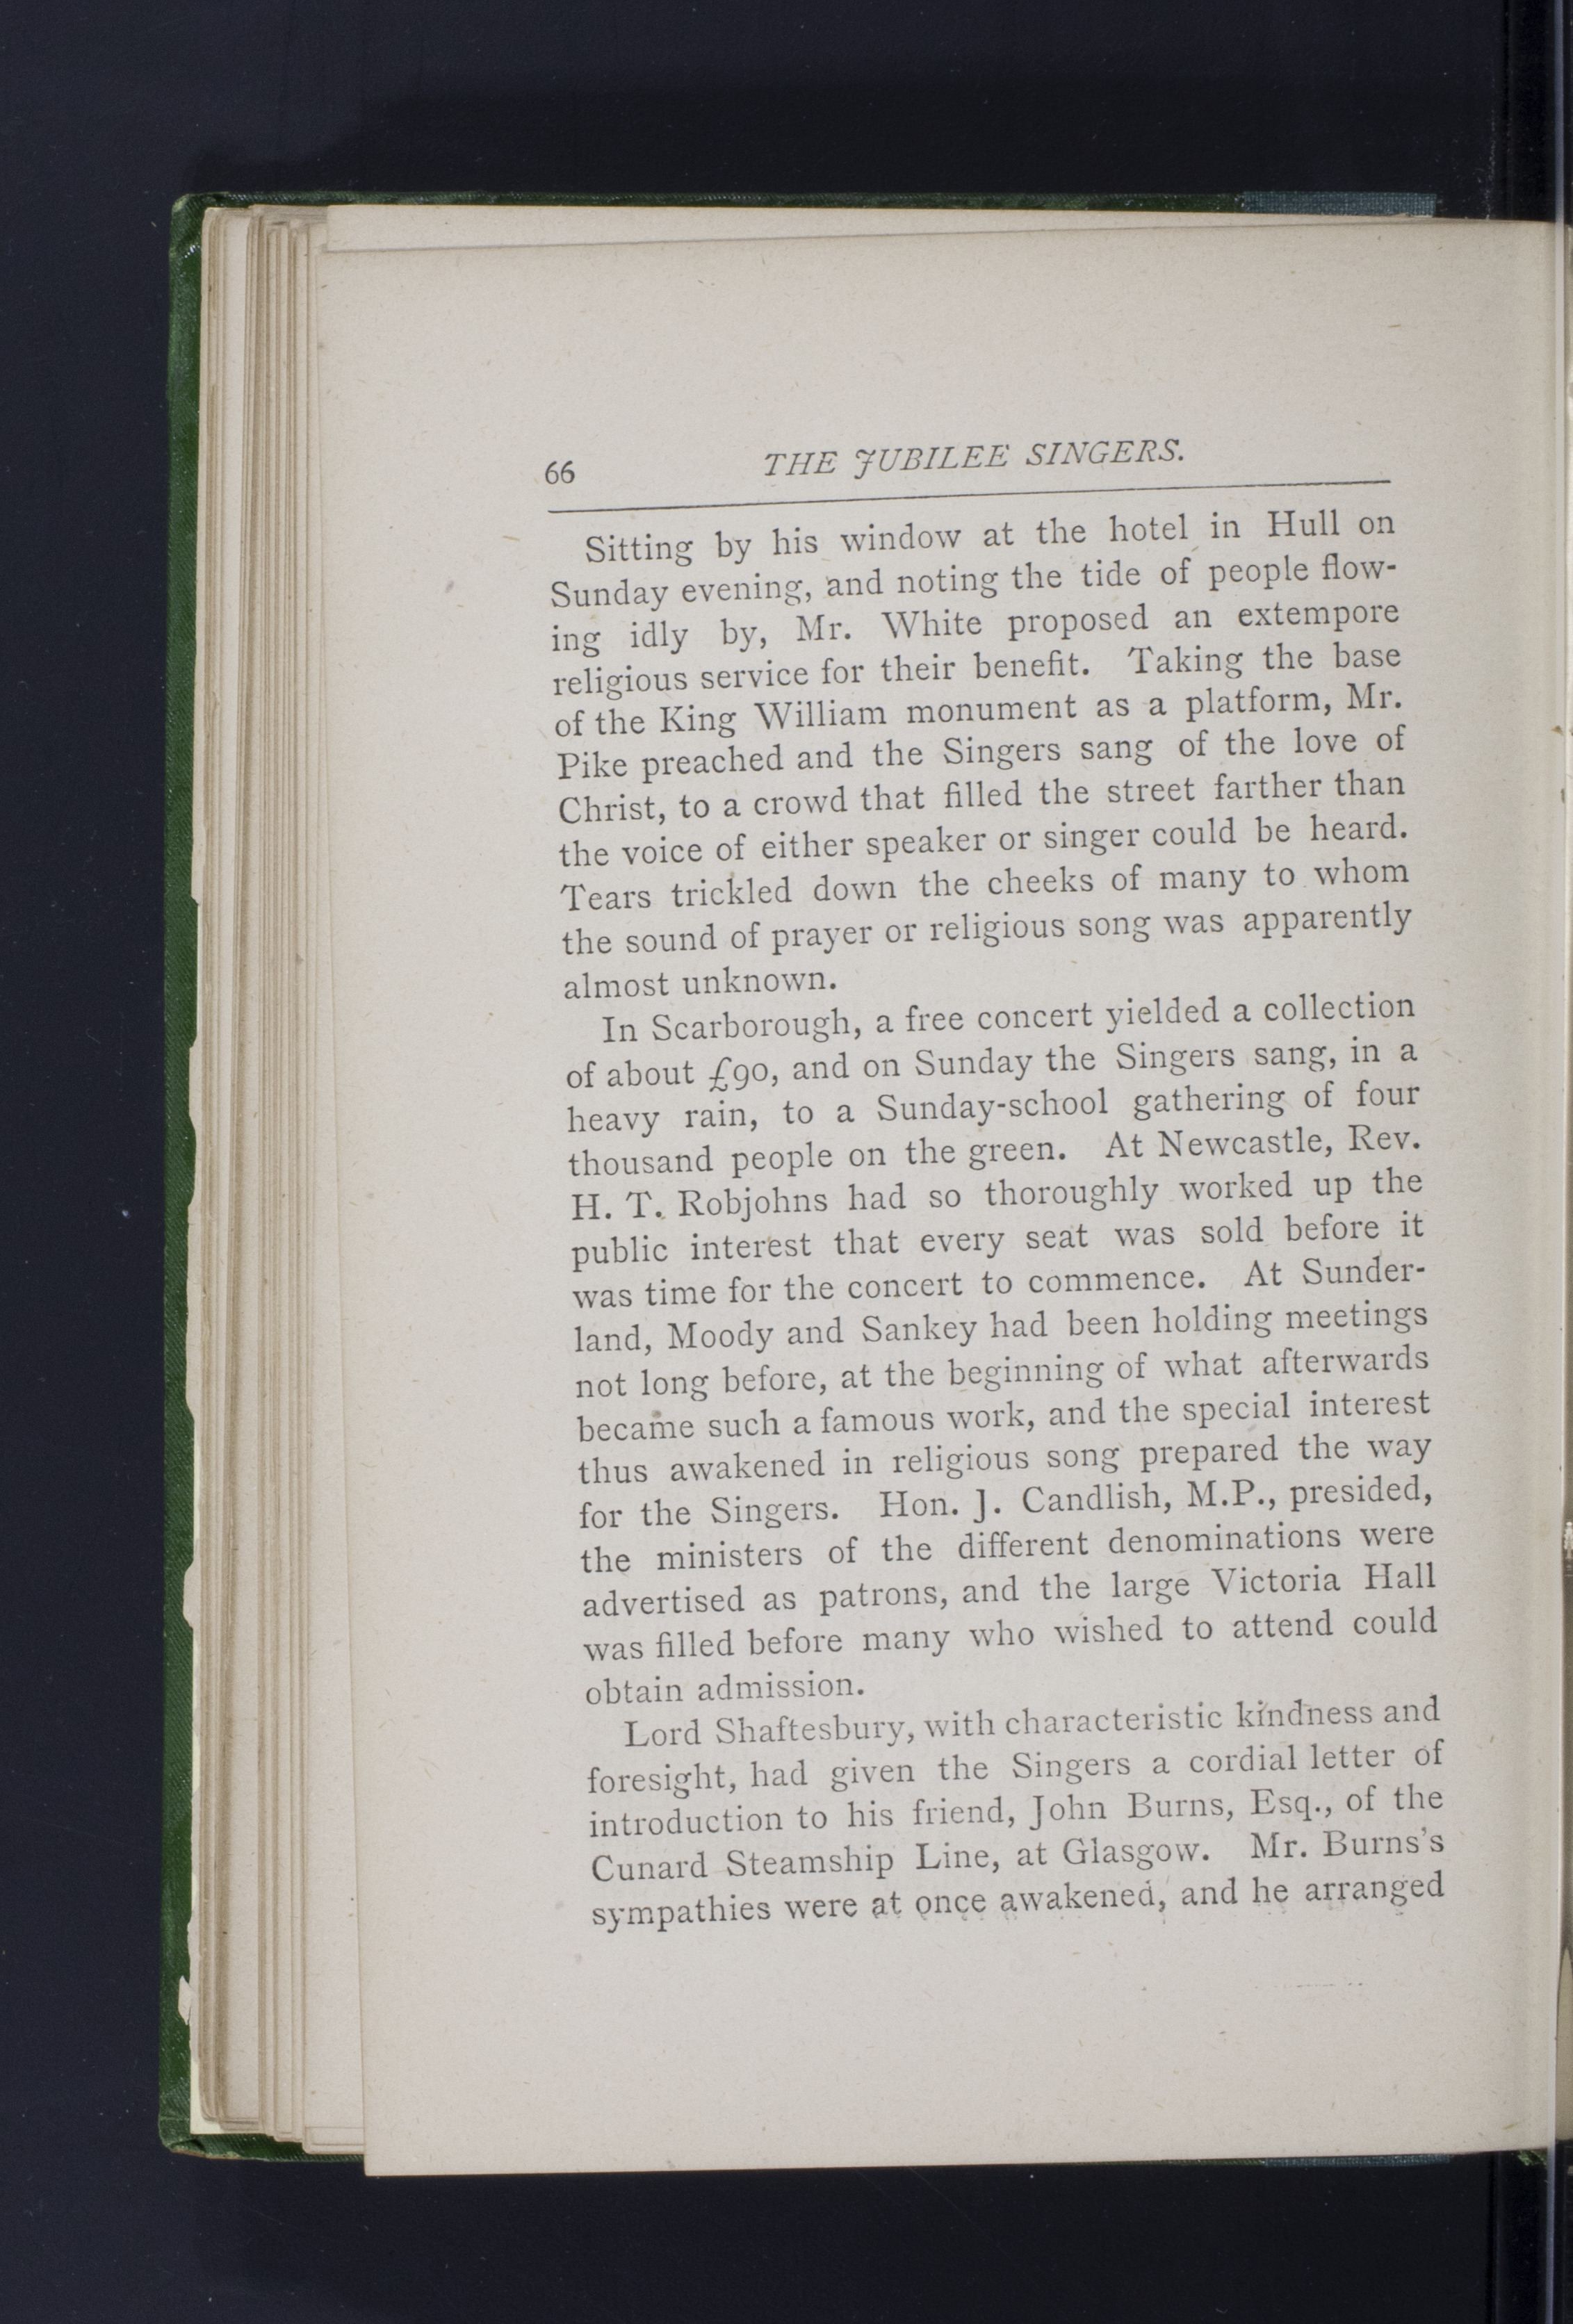 66 THE JUBILEE SINGERS.
Sitting by his window at the hotel in Hull on
Sunday evening, and noting the tide of people flow-
ing idly by, Mr. White proposed an extempore
religious service for their benefit. Taking the base
of the King William monument as a platform, Mr.
Pike preached and the Singers sang of the love of
Christ, to a crowd that filled the street farther than
the voice of either speaker or singer could be heard.
Tears trickled down the cheeks of many to whom
the sound of prayer or religious song was apparently
almost unknown.
In Scarborough, a free concert yielded a collection
of about £90, and on Sunday the Singers sang, in a
heavy rain, to a Sunday-school gathering of four
thousand people on the green. At Newcastle, Rev.
H. T. Robjohns had so thoroughly worked up the
public interest that every seat was sold before it
was time for the concert to commence. At Sunder-
land, Moody and Sankey had been holding meetings
not long before, at the beginning of what afterwards
became such a famous work, and the special interest
thus awakened in religious song prepared the way
for the Singers. Hon. J. Candlish, M.P., presided,
the ministers of the different denominations were
advertised as patrons, and the large Victoria Hall
was filled before many who wished to attend could
obtain admission.
Lord Shaftesbury, with characteristic kindness and
foresight, had given the Singers a cordial letter of
introduction to his friend, John Burns, Esq., of the
Cunard Steamship Line, at Glasgow. Mr. Burns's
sympathies were at once awakened, and he arranged